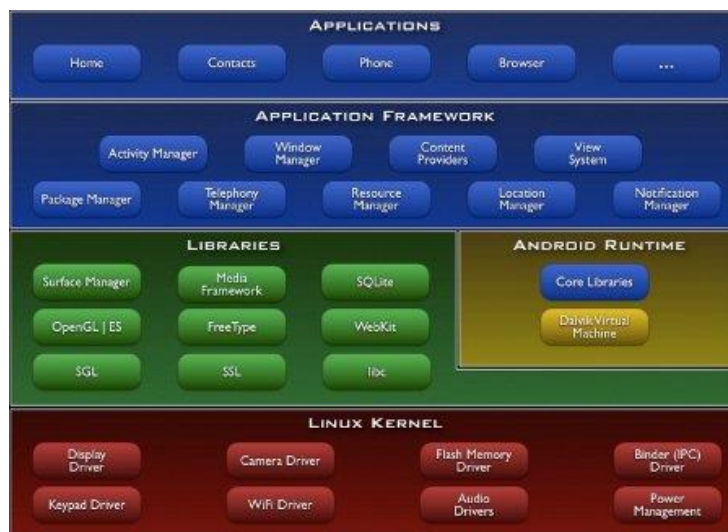 APPLICATIONS
Home
Contacts
Phone
Browser
...
APPLICATION FRAMEWORK
Activity Manager
Window
Manager
Content
Providers
View
System
Package Manager
Telephony
Manager
Resource
Manager
Location
Manager
Notification
Manager
LIBRARIES
Surface Manager
Media
Framework
SQLite
OpenGL | ES
FreeType
WebKit
SGL
SSL
libc
ANDROID RUNTIME
Core Libraries
Dalvik Virtual
Machine
LINUX KERNEL
Display
Driver
Camera Driver
Flash Memory
Driver
Binder (IPC)
Driver
Keypad Driver
WiFi Driver
Audio
Drivers
Power
Management